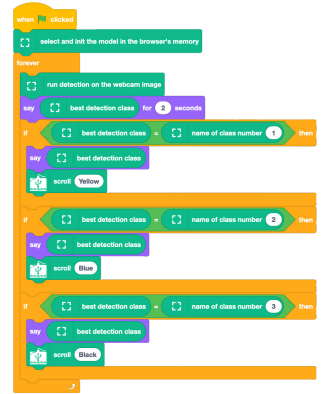 when clicked
select and init the model in the browser's memory
forever
run detection on the webcam image
say best detection class for 2 seconds
if best detection class = name of class number 1 then
say best detection class
scroll Yellow
if best detection class = name of class number 2 then
say best detection class
scroll Blue
if best detection class = name of class number 3 then
say best detection class
scroll Black